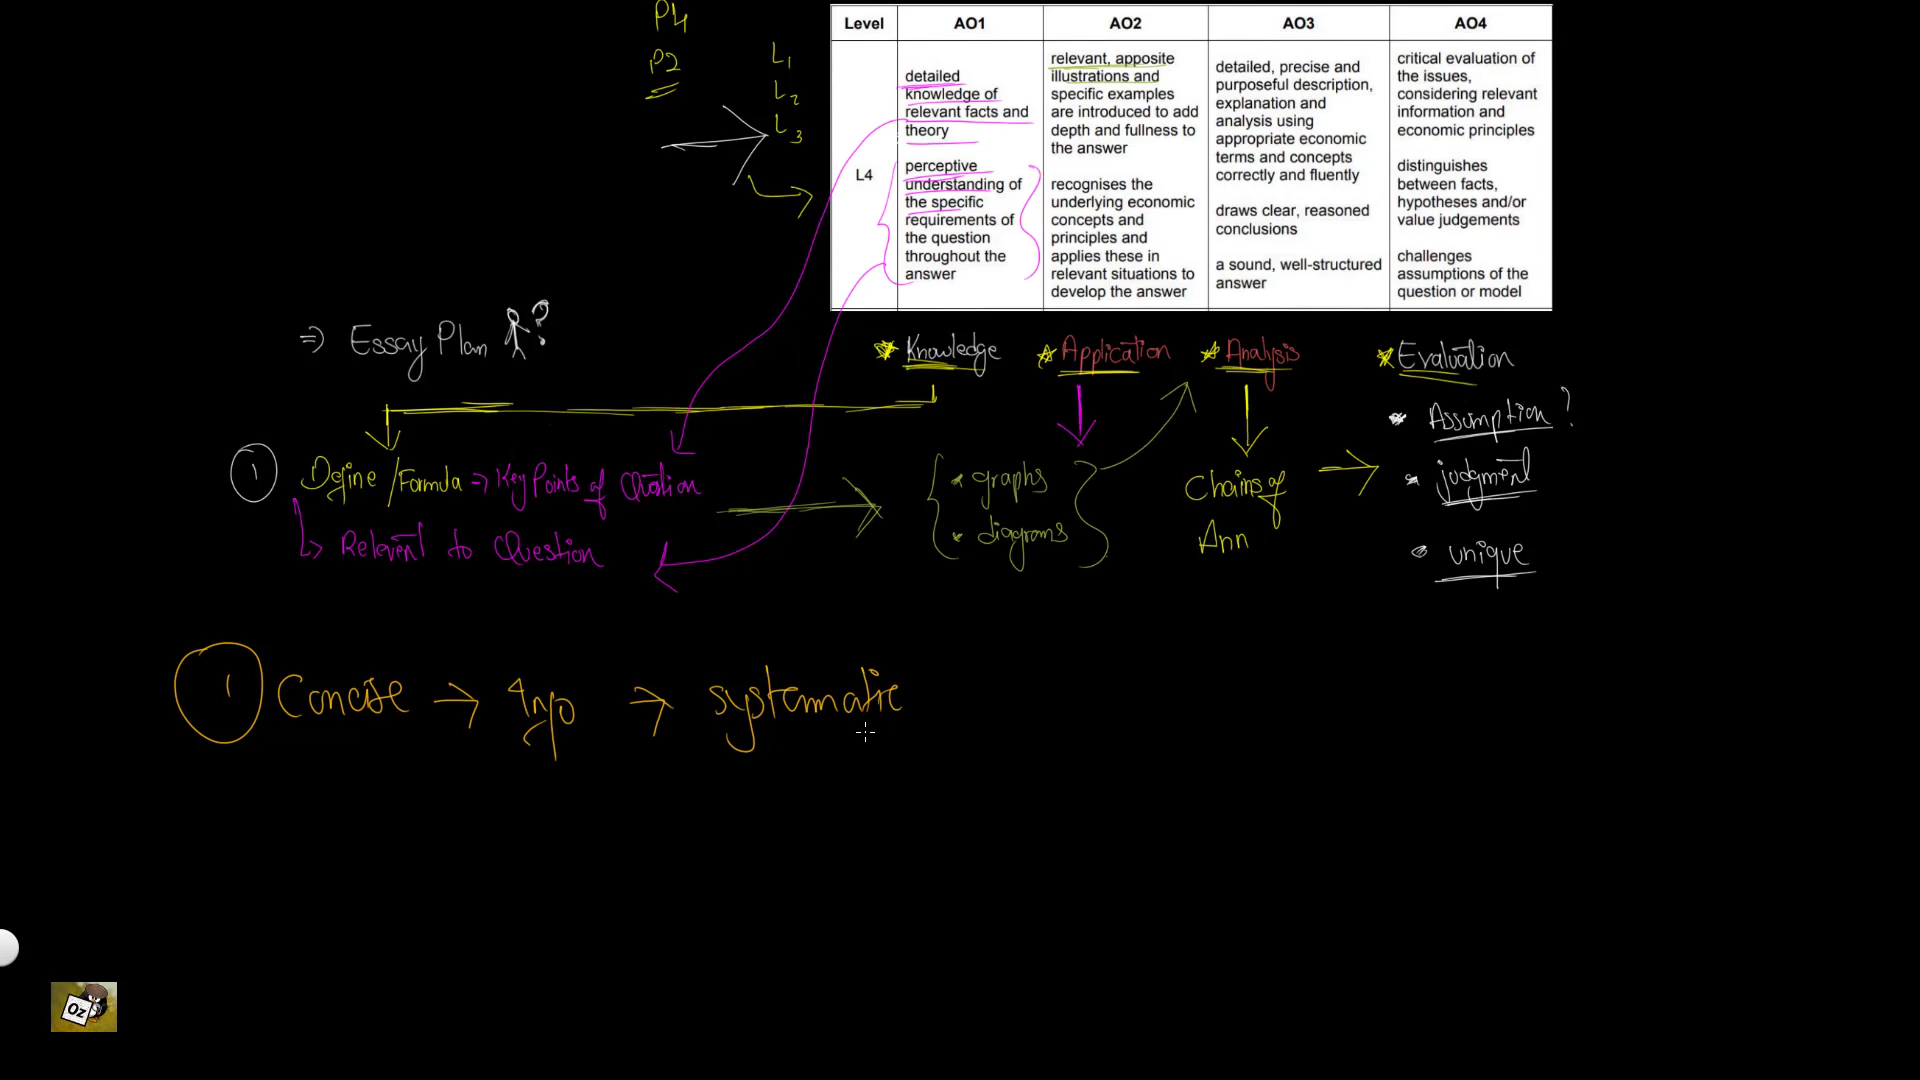 P4
P2
L1
L2
L3
Level AO1 AO2 AO3 AO4
L4
detailed
knowledge of
relevant facts and
theory
perceptive
understanding of
the specific
requirements of
the question
throughout the
answer
relevant, apposite
illustrations and
specific examples
are introduced to add
depth and fullness to
the answer
recognises the
underlying economic
concepts and
principles and
applies these in
relevant situations to
develop the answer
detailed, precise and
purposeful description,
explanation and
analysis using
appropriate economic
terms and concepts
correctly and fluently
draws clear, reasoned
conclusions
a sound, well-structured
answer
critical evaluation of
the issues,
considering relevant
information and
economic principles
distinguishes
between facts,
hypotheses and/or
value judgements
challenges
assumptions of the
question or model
⇒ Essay Plan ?
Knowledge Application Analysis Evaluation
1 Define / Formula → Key Points of Question
↳ Relevent to Question
• graphs
• diagrams
Chains of
Ann
• Assumption?
• judgment
• unique
1 Concise → info → systematic
Oz